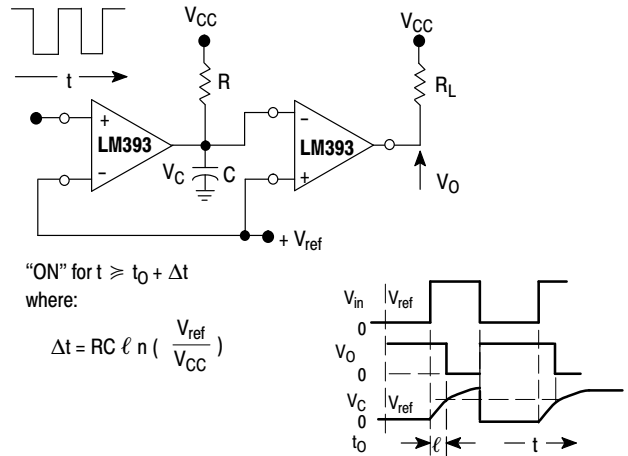 V_CC
V_CC
t
R
R_L
+
LM393
−
V_C
C
−
LM393
+
V_O
+ V_ref
"ON" for t ⩾ t_O + Δt
where:
Δt = RC ℓ n ( V_ref / V_CC )
V_in
V_ref
0
V_O
0
V_C
V_ref
0
t_O
ℓ
t